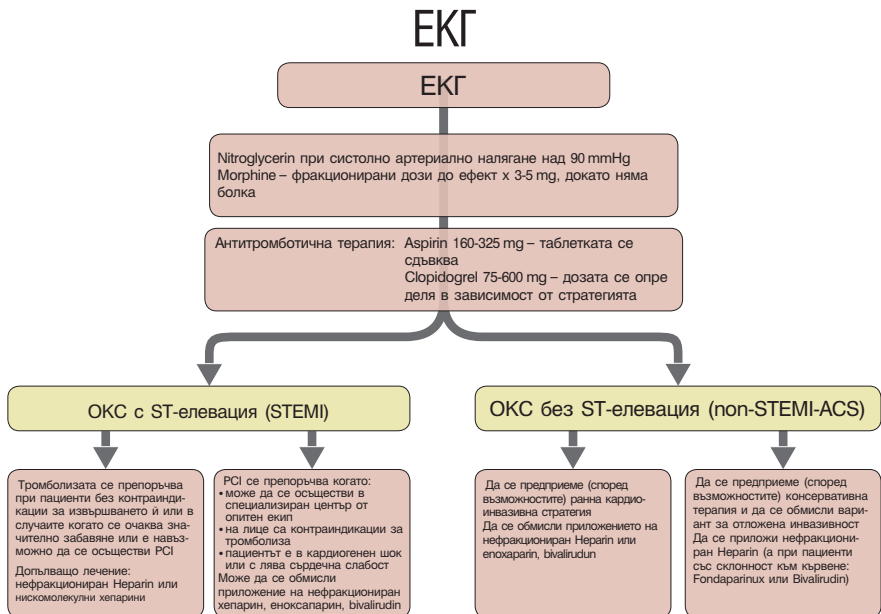 ЕКГ
ЕКГ
Nitroglycerin при систолно артериално налягане над 90 mmHg
Morphine – фракционирани дози до ефект x 3-5 mg, докато няма
болка
Антитромботична терапия: Aspirin 160-325 mg – таблетката се
сдъвква
Clopidogrel 75-600 mg – дозата се опре
деля в зависимост от стратегията
ОКС с ST-елевация (STEMI)
ОКС без ST-елевация (non-STEMI-ACS)
Тромболизата се препоръчва
при пациенти без контраинди-
кации за извършването ѝ или в
случаите когато се очаква зна-
чително забавяне или е навъз-
можно да се осъществи PCI
Допълващо лечение:
нефракциониран Heparin или
нискомолекулни хепарини
PCI се препоръчва когато:
• може да се осъществи в
специализиран център от
опитен екип
• на лице са контраиндикации за
тромболиза
• пациентът е в кардиогенен шок
или с лява сърдечна слабост
Може да се обмисли
приложение на нефракциониран
хепарин, еноксапарин, bivalirudin
Да се предприеме (според
възможностите) ранна кардио-
инвазивна стратегия
Да се обмисли приложението на
нефракциониран Heparin или
enoxaparin, bivalirudun
Да се предприеме (според
възможностите) консервативна
терапия и да се обмисли вари-
ант за отложена инвазивност
Да се приложи нефракциони-
ран Heparin (а при пациенти
със склонност към кървене:
Fondaparinux или Bivalirudin)